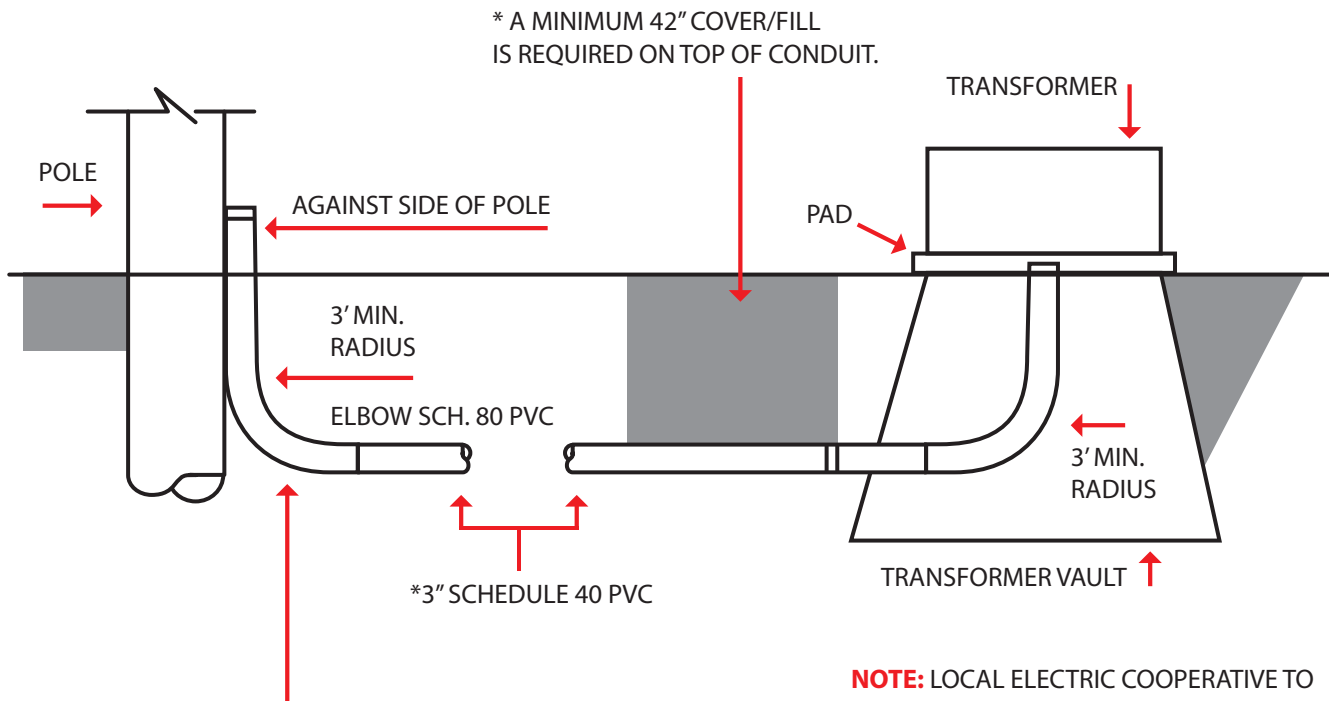 * A MINIMUM 42” COVER/FILL
IS REQUIRED ON TOP OF CONDUIT.
TRANSFORMER
POLE
AGAINST SIDE OF POLE
PAD
3’ MIN.
RADIUS
ELBOW SCH. 80 PVC
3’ MIN.
RADIUS
*3” SCHEDULE 40 PVC
TRANSFORMER VAULT
NOTE: LOCAL ELECTRIC COOPERATIVE TO